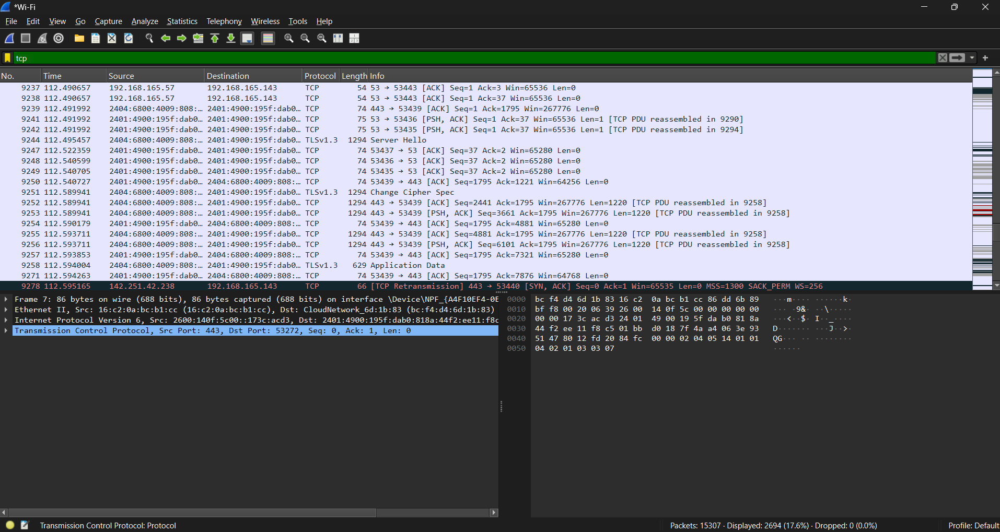 *Wi-Fi
File Edit View Go Capture Analyze Statistics Telephony Wireless Tools Help
tcp
No. Time Source Destination Protocol Length Info
9237 112.490657 192.168.165.57 192.168.165.143 TCP 54 53 → 53443 [ACK] Seq=1 Ack=3 Win=65536 Len=0
9238 112.490657 192.168.165.57 192.168.165.143 TCP 54 53 → 53443 [ACK] Seq=1 Ack=37 Win=65536 Len=0
9239 112.491992 2404:6800:4009:808:… 2401:4900:195f:dab0… TCP 74 443 → 53439 [ACK] Seq=1 Ack=1795 Win=267776 Len=0
9241 112.491992 2401:4900:195f:dab0… 2401:4900:195f:dab0… TCP 75 53 → 53436 [PSH, ACK] Seq=1 Ack=37 Win=65536 Len=1 [TCP PDU reassembled in 9290]
9242 112.491992 2401:4900:195f:dab0… 2401:4900:195f:dab0… TCP 75 53 → 53435 [PSH, ACK] Seq=1 Ack=37 Win=65536 Len=1 [TCP PDU reassembled in 9294]
9244 112.495457 2404:6800:4009:808:… 2401:4900:195f:dab0… TLSv1.3 1294 Server Hello
9247 112.522359 2401:4900:195f:dab0… 2401:4900:195f:dab0… TCP 74 53437 → 53 [ACK] Seq=37 Ack=2 Win=65280 Len=0
9248 112.540599 2401:4900:195f:dab0… 2401:4900:195f:dab0… TCP 74 53436 → 53 [ACK] Seq=37 Ack=2 Win=65280 Len=0
9249 112.540705 2401:4900:195f:dab0… 2401:4900:195f:dab0… TCP 74 53435 → 53 [ACK] Seq=37 Ack=2 Win=65280 Len=0
9250 112.540727 2401:4900:195f:dab0… 2404:6800:4009:808:… TCP 74 53439 → 443 [ACK] Seq=1795 Ack=1221 Win=64256 Len=0
9251 112.589941 2404:6800:4009:808:… 2401:4900:195f:dab0… TLSv1.3 1294 Change Cipher Spec
9252 112.589941 2404:6800:4009:808:… 2401:4900:195f:dab0… TCP 1294 443 → 53439 [ACK] Seq=2441 Ack=1795 Win=267776 Len=1220 [TCP PDU reassembled in 9258]
9253 112.589941 2404:6800:4009:808:… 2401:4900:195f:dab0… TCP 1294 443 → 53439 [PSH, ACK] Seq=3661 Ack=1795 Win=267776 Len=1220 [TCP PDU reassembled in 9258]
9254 112.590179 2401:4900:195f:dab0… 2404:6800:4009:808:… TCP 74 53439 → 443 [ACK] Seq=1795 Ack=4881 Win=65280 Len=0
9255 112.593711 2404:6800:4009:808:… 2401:4900:195f:dab0… TCP 1294 443 → 53439 [ACK] Seq=4881 Ack=1795 Win=267776 Len=1220 [TCP PDU reassembled in 9258]
9256 112.593711 2404:6800:4009:808:… 2401:4900:195f:dab0… TCP 1294 443 → 53439 [PSH, ACK] Seq=6101 Ack=1795 Win=267776 Len=1220 [TCP PDU reassembled in 9258]
9257 112.593853 2401:4900:195f:dab0… 2404:6800:4009:808:… TCP 74 53439 → 443 [ACK] Seq=1795 Ack=7321 Win=65280 Len=0
9258 112.594004 2404:6800:4009:808:… 2401:4900:195f:dab0… TLSv1.3 629 Application Data
9271 112.594263 2401:4900:195f:dab0… 2404:6800:4009:808:… TCP 74 53439 → 443 [ACK] Seq=1795 Ack=7876 Win=64768 Len=0
9278 112.595165 142.251.42.238 192.168.165.143 TCP 66 [TCP Retransmission] 443 → 53440 [SYN, ACK] Seq=0 Ack=1 Win=65535 Len=0 MSS=1300 SACK_PERM WS=256
Frame 7: 86 bytes on wire (688 bits), 86 bytes captured (688 bits) on interface \Device\NPF_{A4F10EF4-0E
Ethernet II, Src: 16:c2:0a:bc:b1:cc (16:c2:0a:bc:b1:cc), Dst: CloudNetwork_6d:1b:83 (bc:f4:d4:6d:1b:83)
Internet Protocol Version 6, Src: 2600:140f:5c00::173c:acd3, Dst: 2401:4900:195f:dab0:818a:44f2:ee11:f8c
Transmission Control Protocol, Src Port: 443, Dst Port: 53272, Seq: 0, Ack: 1, Len: 0
0000 bc f4 d4 6d 1b 83 16 c2 0a bc b1 cc 86 dd 6b 89 ···m···· ······k·
0010 bf f8 00 20 06 39 26 00 14 0f 5c 00 00 00 00 00 ··· ·9&· ··\·····
0020 00 00 17 3c ac d3 24 01 49 00 19 5f da b0 81 8a ···<··$· I··_····
0030 44 f2 ee 11 f8 c5 01 bb d0 18 7f 4a a4 06 3e 93 D······· ···J··>·
0040 51 47 80 12 fd 20 84 fc 00 00 02 04 05 14 01 01 QG··· ·· ········
0050 04 02 01 03 03 07 ······
Transmission Control Protocol: Protocol
Packets: 15307 · Displayed: 2694 (17.6%) · Dropped: 0 (0.0%)
Profile: Default